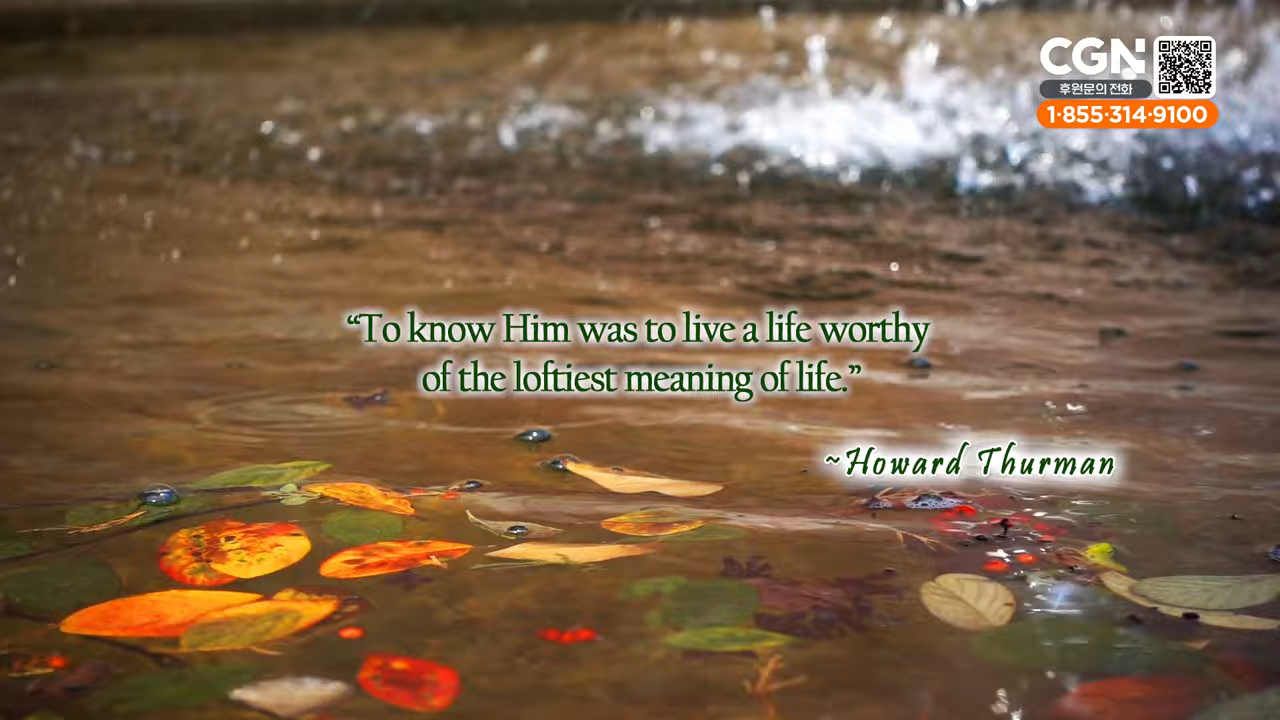 CGN
후원문의 전화
1·855·314·9100
“To know Him was to live a life worthy
of the loftiest meaning of life.”
~Howard Thurman